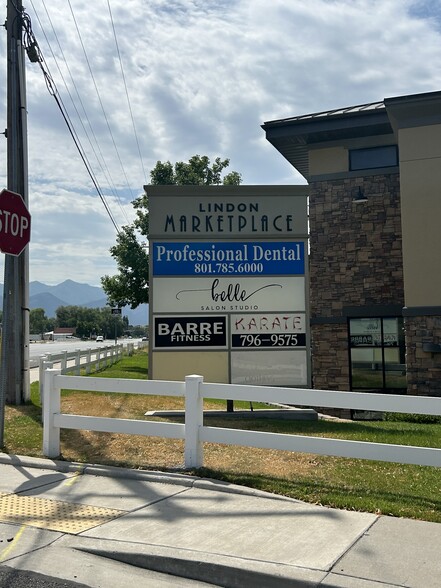 STOP
LINDON
MARKETPLACE
Professional Dental
801.785.6000
belle
SALON STUDIO
BARRE
FITNESS
KARATE
796-9575